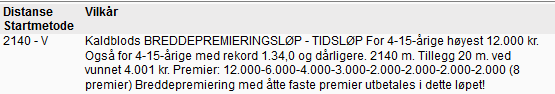 Distanse Vilkår
Startmetode
2140 - V Kaldblods BREDDEPREMIERINGSLØP - TIDSLØP For 4-15-årige høyest 12.000 kr.
Også for 4-15-årige med rekord 1.34,0 og dårligere. 2140 m. Tillegg 20 m. ved
vunnet 4.001 kr. Premier: 12.000-6.000-4.000-3.000-2.000-2.000-2.000-2.000 (8
premier) Breddepremiering med åtte faste premier utbetales i dette løpet!